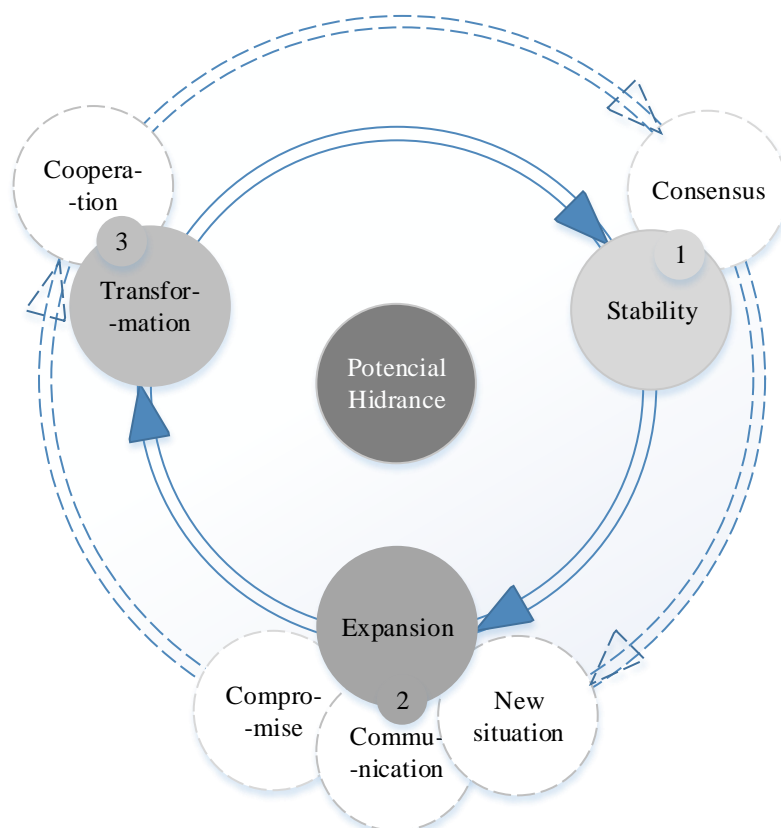 Coopera-
-tion
3
Transfor-
-mation
Consensus
1
Stability
Potencial
Hidrance
Expansion
2
Compro-
-mise
Commu-
-nication
New
situation